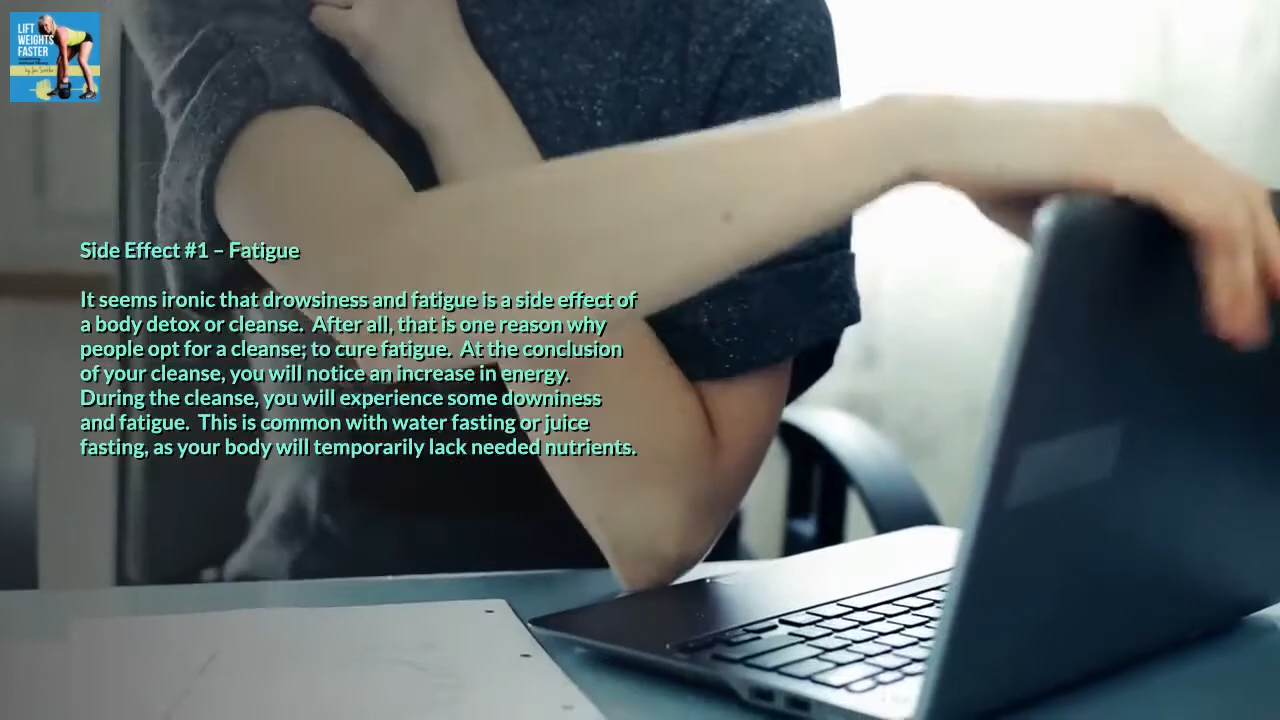 LIFT
WEIGHTS
FASTER
by Jen Sinkler
Side Effect #1 – Fatigue
It seems ironic that drowsiness and fatigue is a side effect of
a body detox or cleanse.  After all, that is one reason why
people opt for a cleanse; to cure fatigue.  At the conclusion
of your cleanse, you will notice an increase in energy.
During the cleanse, you will experience some downiness
and fatigue.  This is common with water fasting or juice
fasting, as your body will temporarily lack needed nutrients.